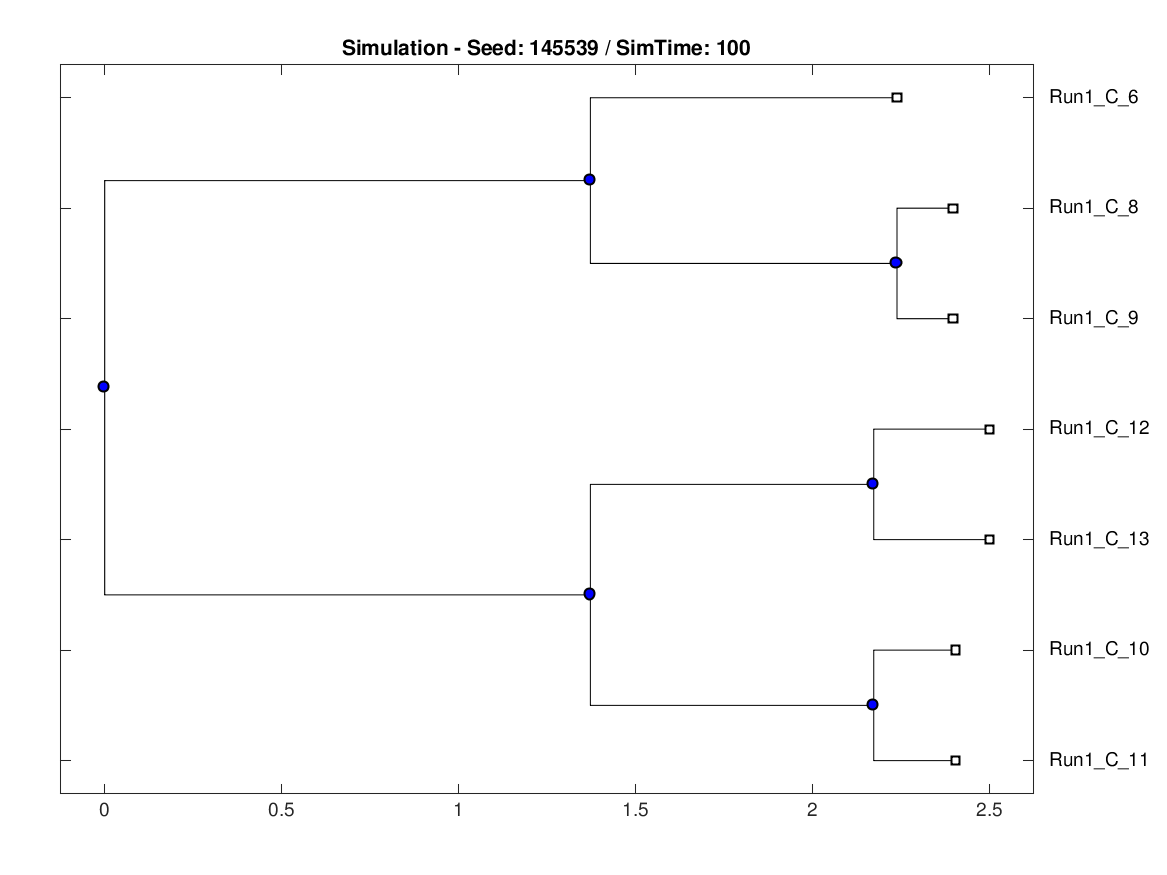 Simulation - Seed: 145539 / SimTime: 100
Run1_C_6
Run1_C_8
Run1_C_9
Run1_C_12
Run1_C_13
Run1_C_10
Run1_C_11
0 0.5 1 1.5 2 2.5